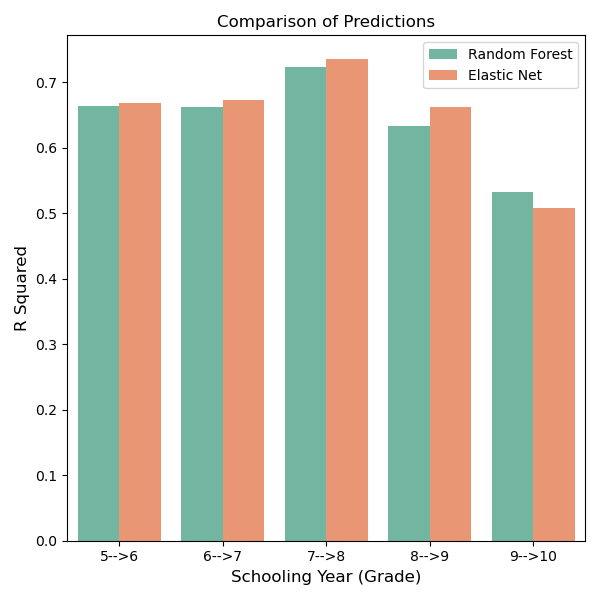 Comparison of Predictions
Random Forest
Elastic Net
R Squared
0.7
0.6
0.5
0.4
0.3
0.2
0.1
0.0
5-->6 6-->7 7-->8 8-->9 9-->10
Schooling Year (Grade)